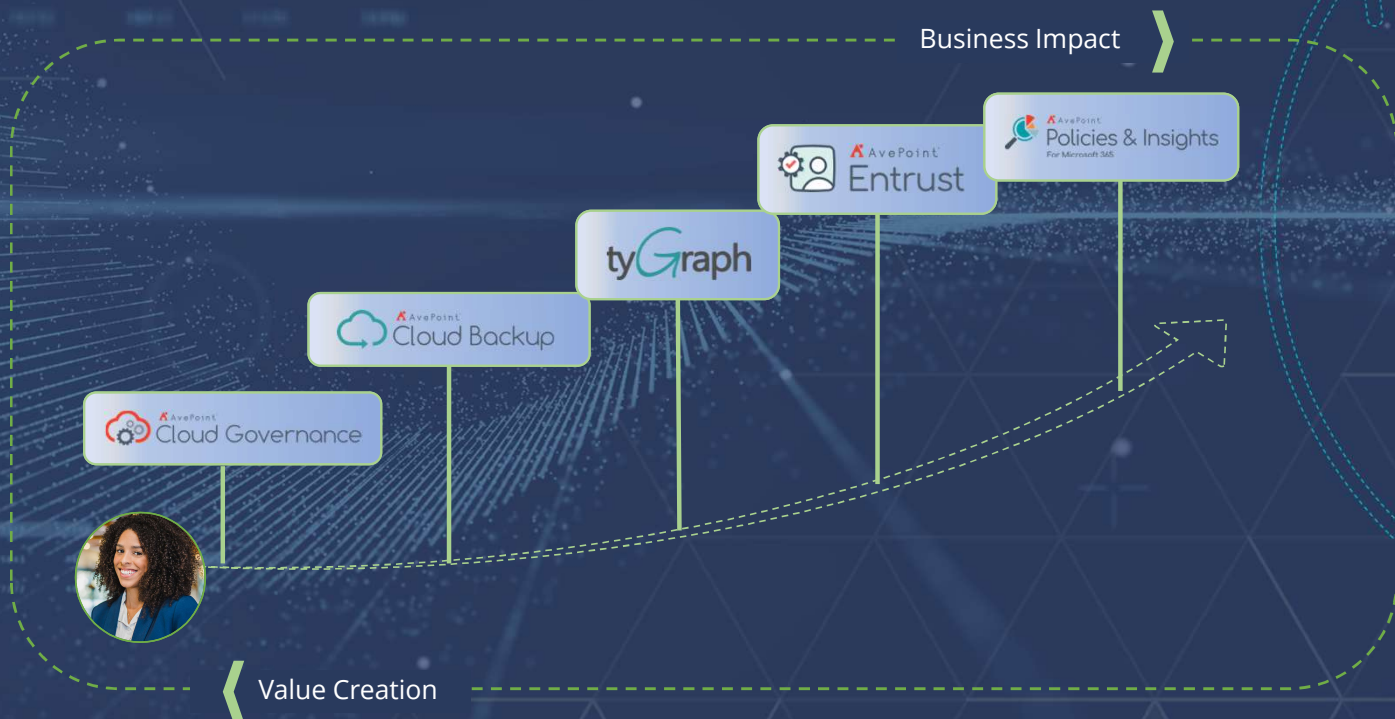 Business Impact
AvePoint
Policies & Insights
For Microsoft 365
AvePoint
Entrust
tyGraph
AvePoint
Cloud Backup
AvePoint
Cloud Governance
Value Creation